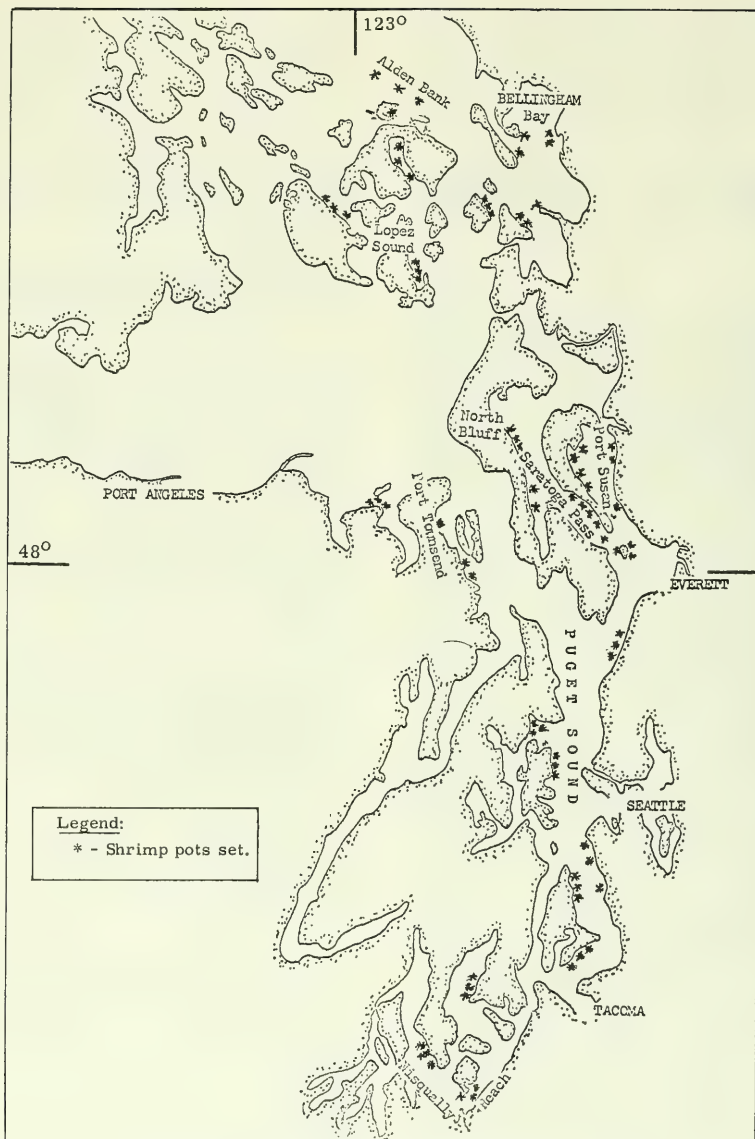 123°
Alden Bank
BELLINGHAM
Bay
Lopez
Sound
North
Bluff
Saratoga Pass
Port Susan
PORT ANGELES
Port Townsend
48°
EVERETT
PUGET SOUND
SEATTLE
Legend:
* - Shrimp pots set.
TACOMA
Nisqually Reach